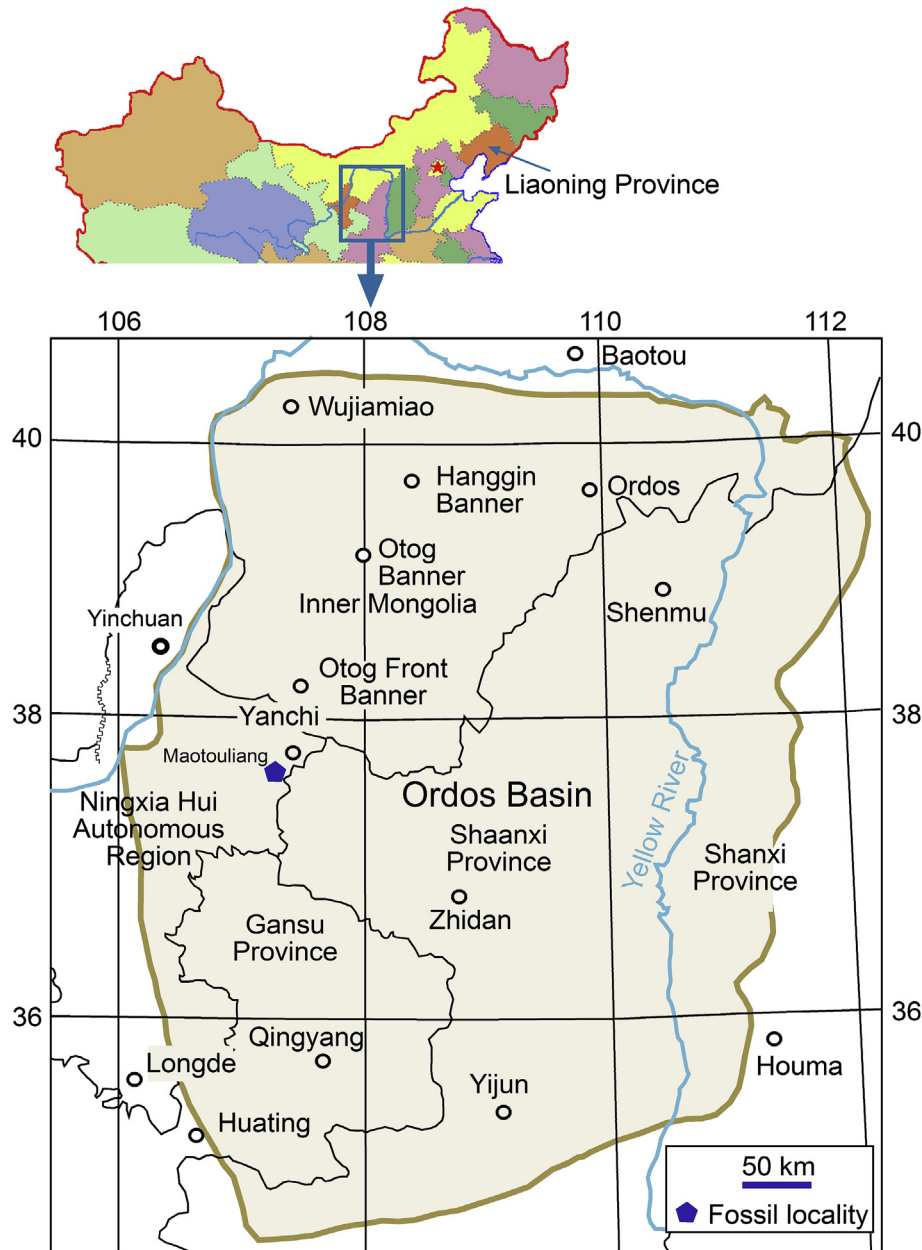 Liaoning Province
106
108
110
112
Baotou
Wujiamiao
40
40
Hanggin
Banner
Ordos
Otog
Banner
Inner Mongolia
Shenmu
Yinchuan
Otog Front
Banner
38
38
Yanchi
Maotouliang
Ningxia Hui
Autonomous
Region
Ordos Basin
Shaanxi
Province
Yellow River
Shanxi
Province
Zhidan
Gansu
Province
36
36
Qingyang
Longde
Houma
Yijun
Huating
50 km
Fossil locality